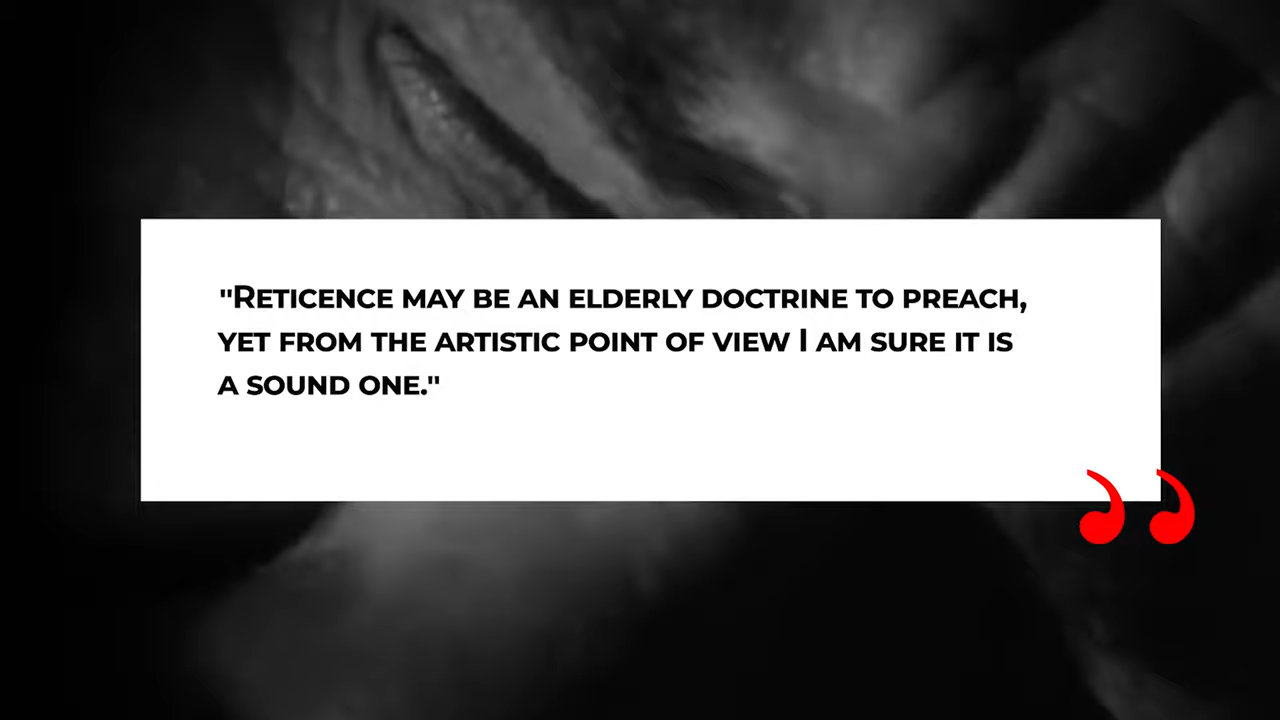 "Reticence may be an elderly doctrine to preach,
yet from the artistic point of view I am sure it is
a sound one."
”